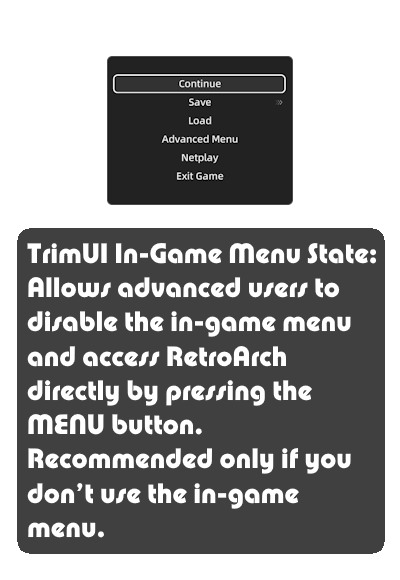 Continue
Save
Load
Advanced Menu
Netplay
Exit Game
TrimUI In-Game Menu State:
Allows advanced users to
disable the in-game menu
and access RetroArch
directly by pressing the
MENU button.
Recommended only if you
don't use the in-game
menu.